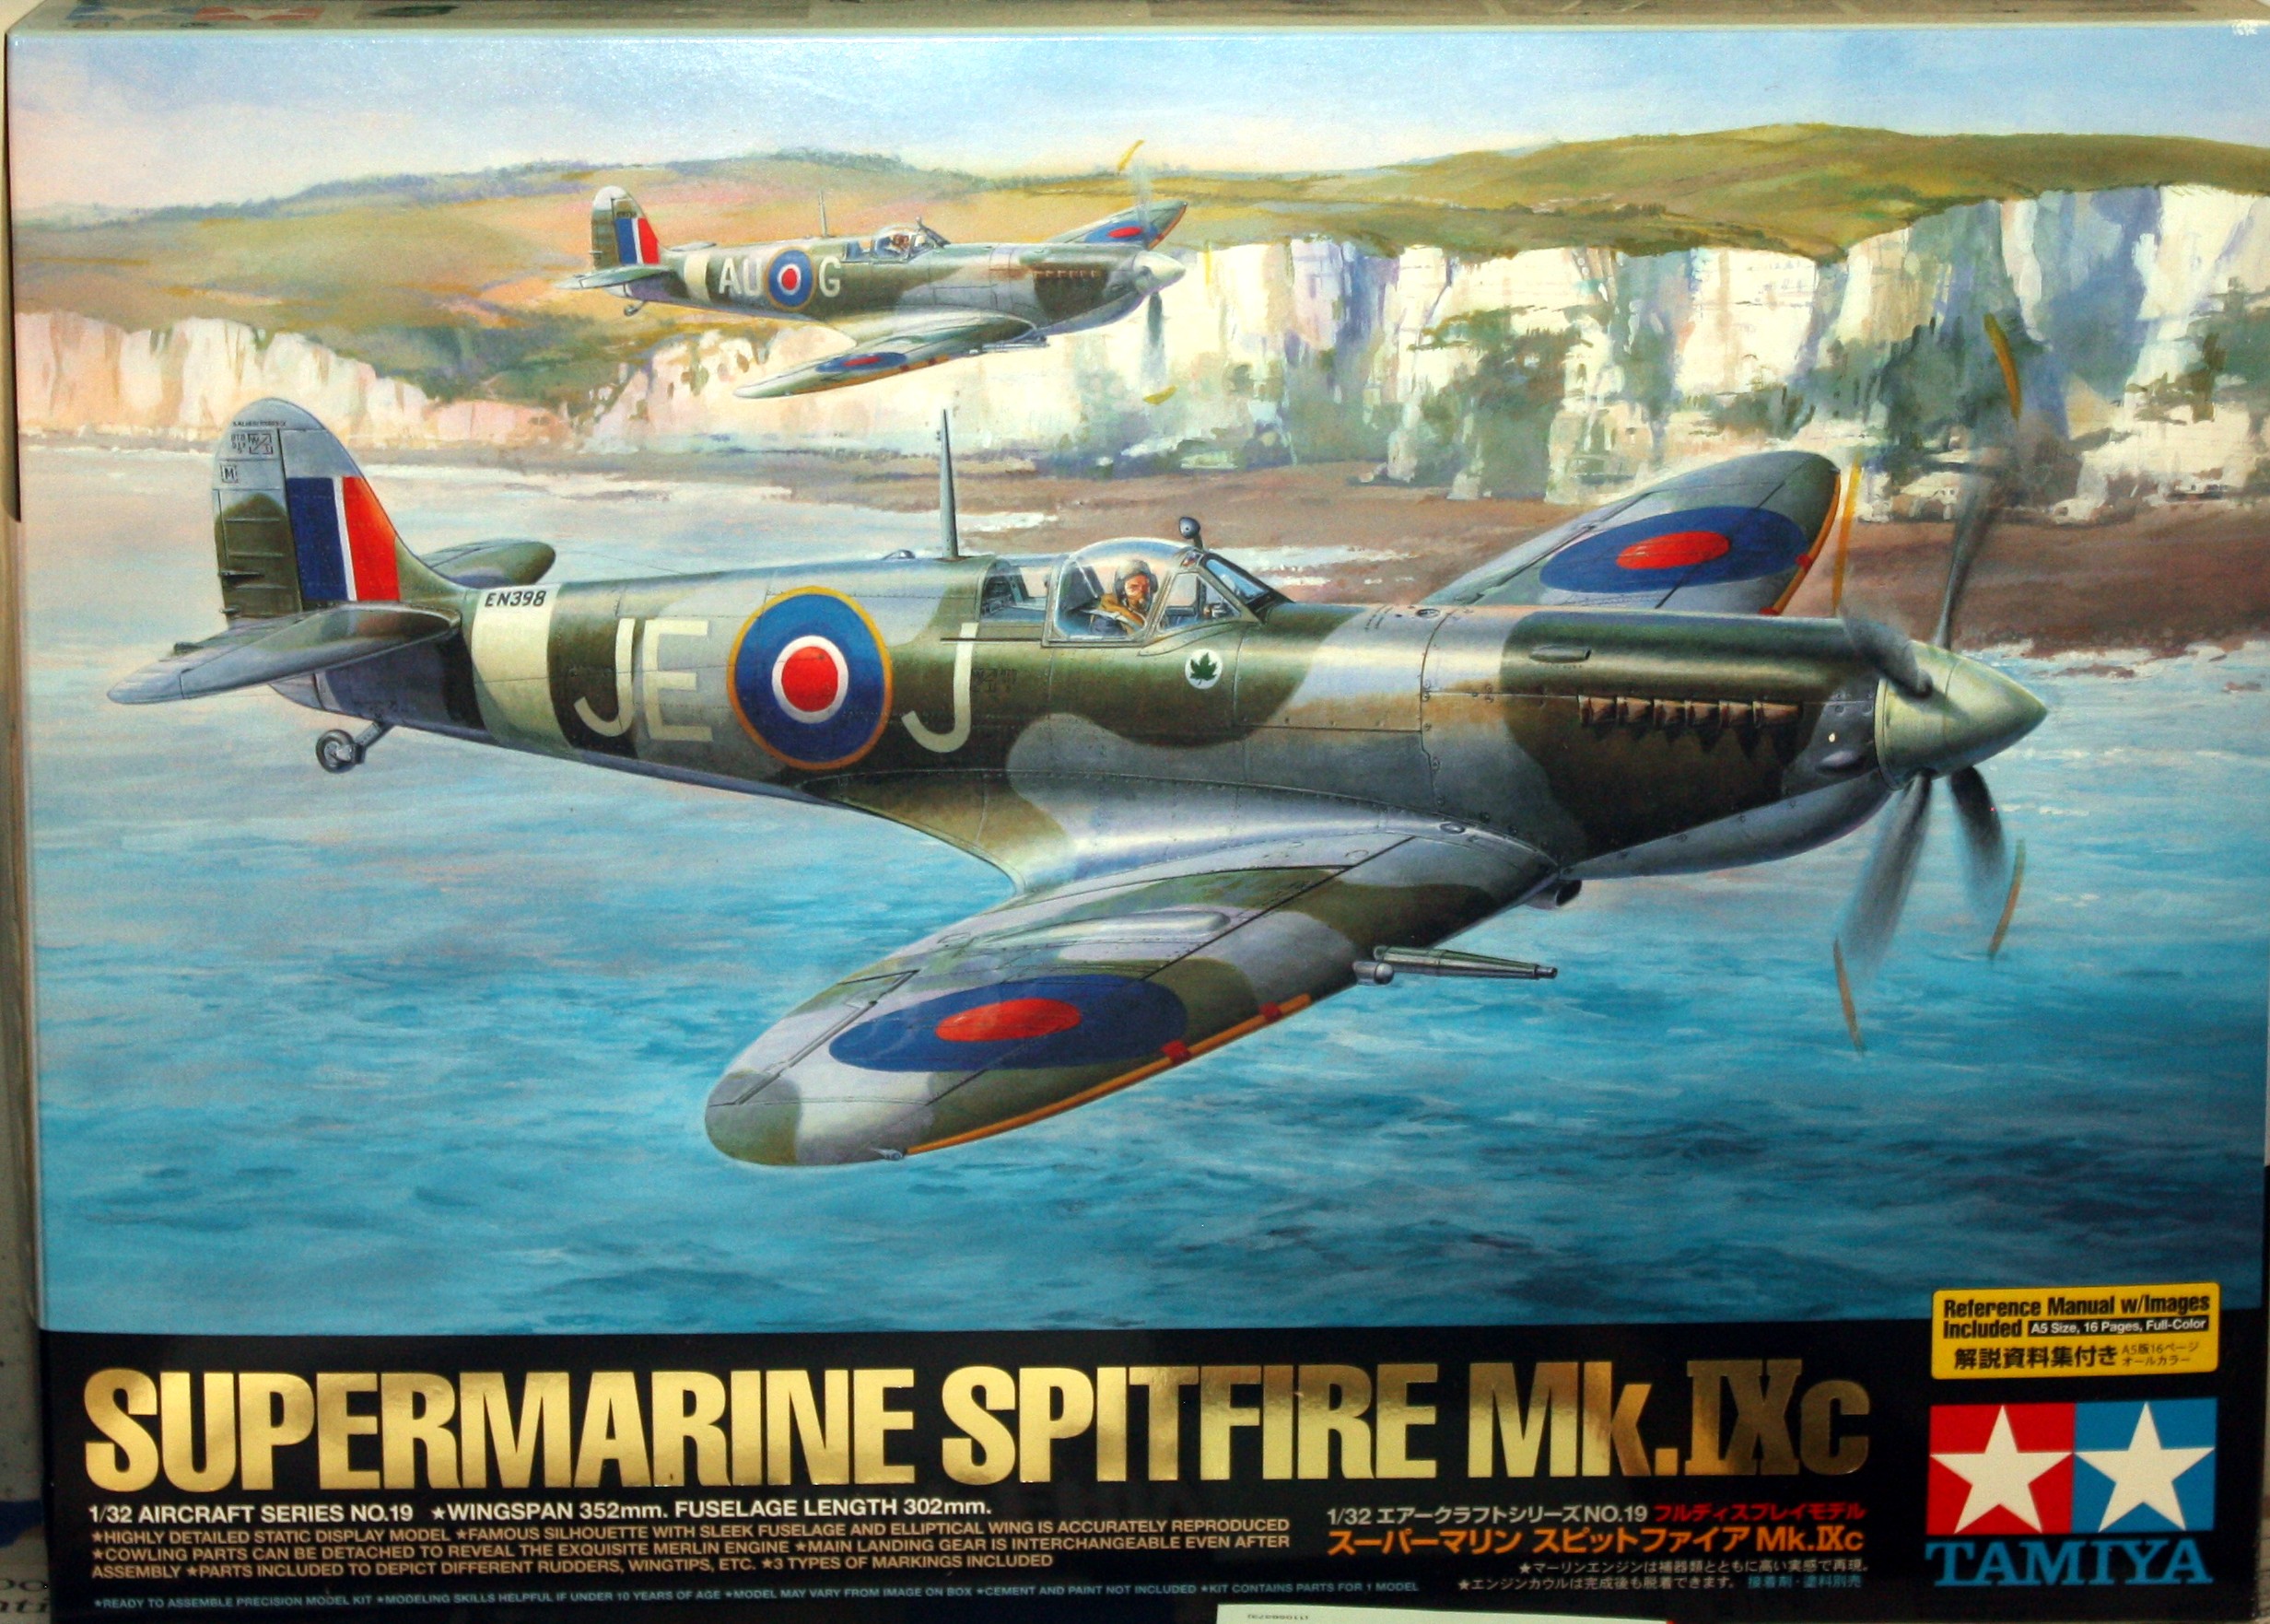 AU G
EN398
JE J
M
Reference Manual w/Images
Included A5 Size, 16 Pages, Full-Color
解説資料集付き A5版16ページ
オールカラー
SUPERMARINE SPITFIRE Mk.IXc
1/32 AIRCRAFT SERIES NO.19 ★WINGSPAN 352mm. FUSELAGE LENGTH 302mm.
★HIGHLY DETAILED STATIC DISPLAY MODEL ★FAMOUS SILHOUETTE WITH SLEEK FUSELAGE AND ELLIPTICAL WING IS ACCURATELY REPRODUCED
★COWLING PARTS CAN BE DETACHED TO REVEAL THE EXQUISITE MERLIN ENGINE ★MAIN LANDING GEAR IS INTERCHANGEABLE EVEN AFTER
ASSEMBLY ★PARTS INCLUDED TO DEPICT DIFFERENT RUDDERS, WINGTIPS, ETC. ★3 TYPES OF MARKINGS INCLUDED
★READY TO ASSEMBLE PRECISION MODEL KIT ★MODELING SKILLS HELPFUL IF UNDER 10 YEARS OF AGE ★MODEL MAY VARY FROM IMAGE ON BOX ★CEMENT AND PAINT NOT INCLUDED ★KIT CONTAINS PARTS FOR 1 MODEL
1/32 エアークラフトシリーズNO.19 フルディスプレイモデル
スーパーマリン スピットファイア Mk.IXc
★マーリンエンジンは補器類とともに高い実感で再現。
★エンジンカウルは完成後も脱着できます。 接着剤・塗料別売
TAMIYA